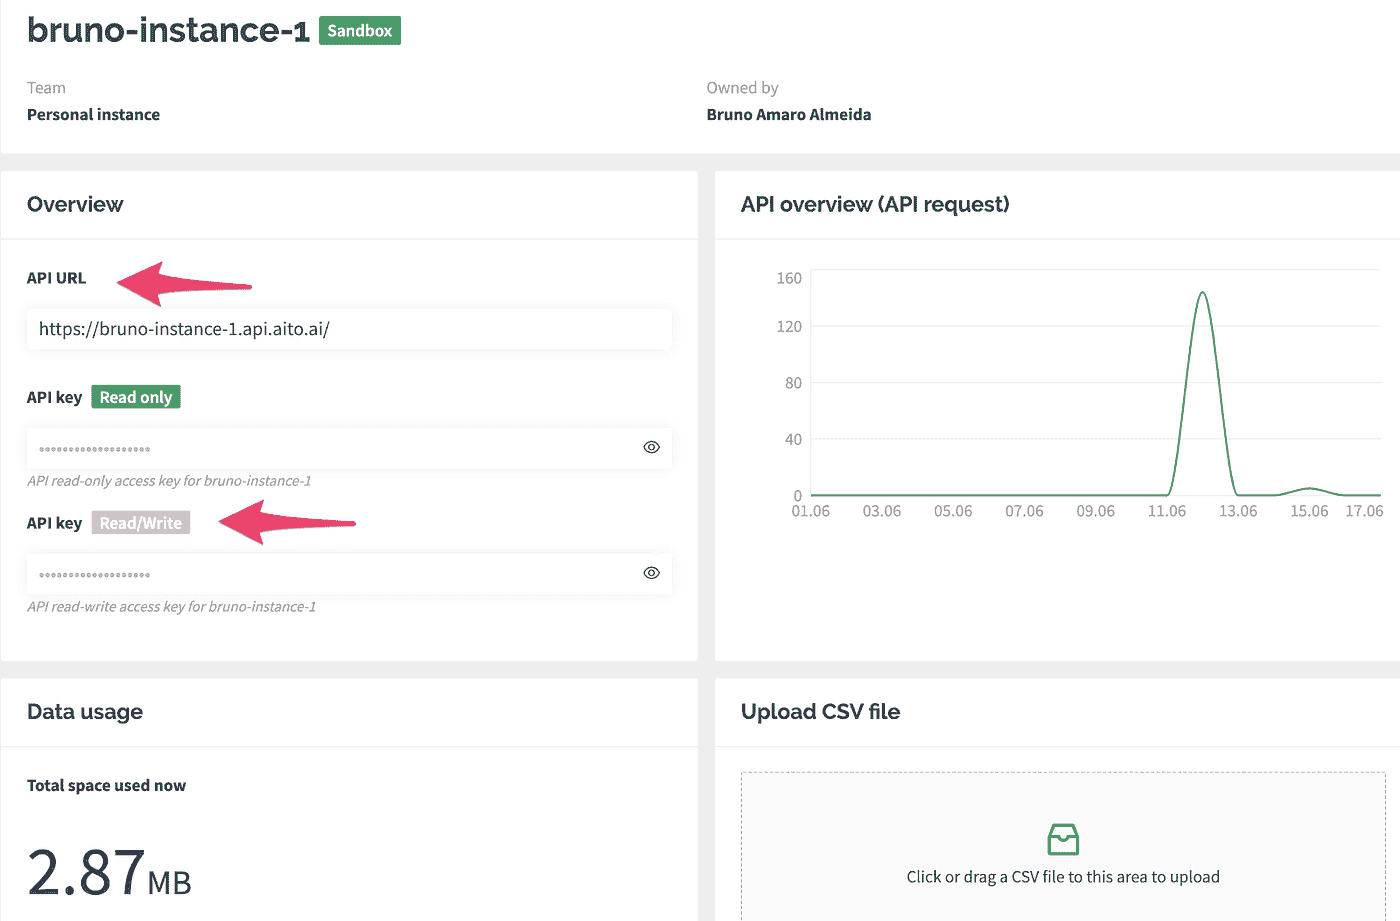 bruno-instance-1 Sandbox
Team
Personal instance
Owned by
Bruno Amaro Almeida
Overview
API URL
https://bruno-instance-1.api.aito.ai/
API key Read only
API read-only access key for bruno-instance-1
API key Read/Write
API read-write access key for bruno-instance-1
API overview (API request)
160
120
80
40
0
01.06 03.06 05.06 07.06 09.06 11.06 13.06 15.06 17.06
Data usage
Total space used now
2.87 MB
Upload CSV file
Click or drag a CSV file to this area to upload